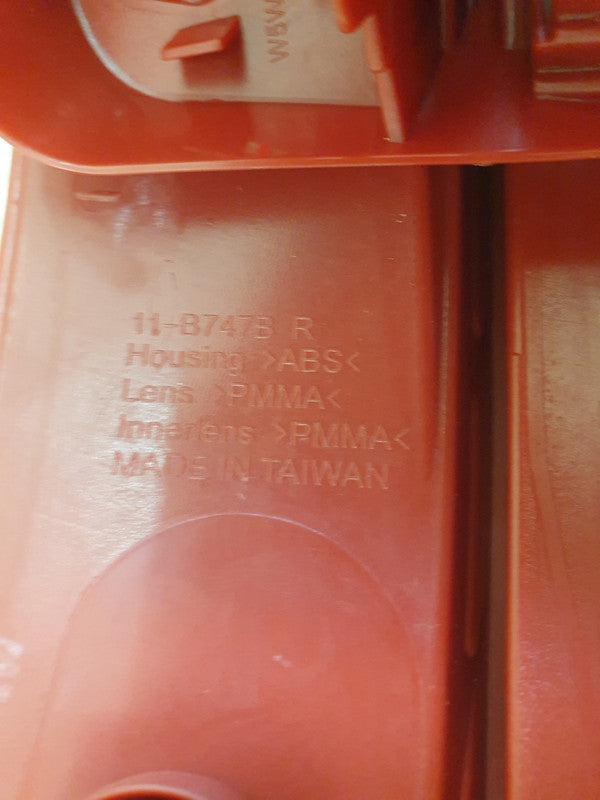 11-B747B R
Housing >ABS<
Lens >PMMA<
Innerlens >PMMA<
MADE IN TAIWAN